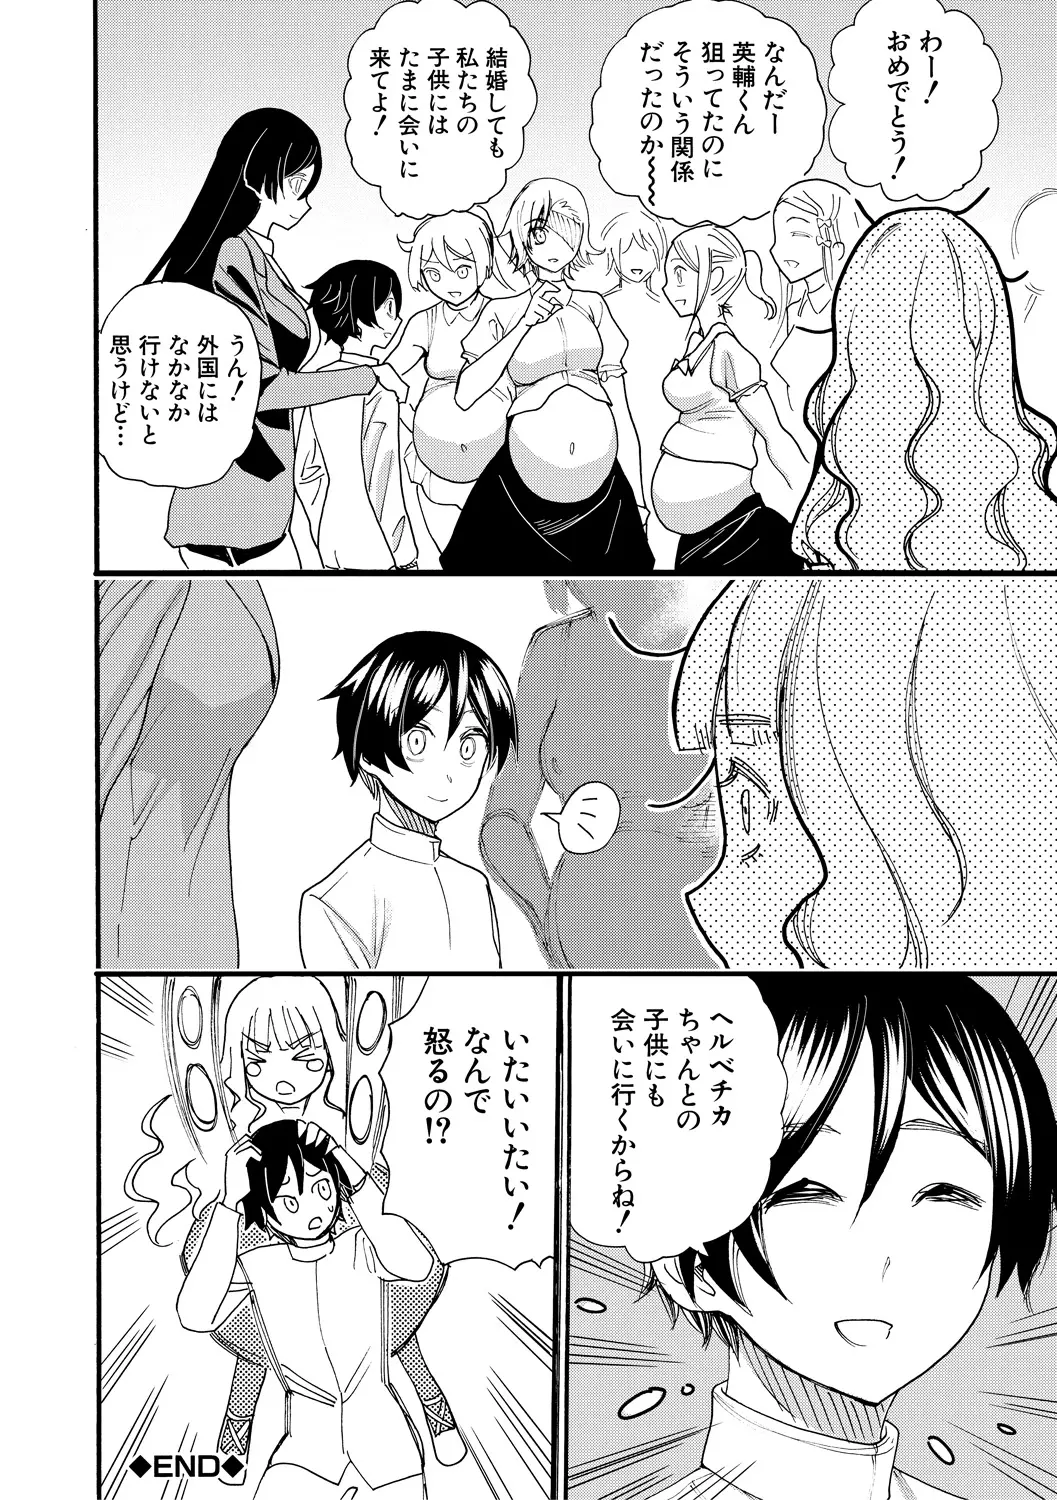 わー！
おめでとう！
なんだー
英輔くん
狙ってたのに
そういう関係
だったのか〜〜
結婚しても
私たちの
子供には
たまに会いに
来てよ！
うん！
外国には
なかなか
行けないと
思うけど…
ヘルベチカ
ちゃんとの
子供にも
会いに行くからね！
いたいいたい！
なんで
怒るの!?
◆END◆